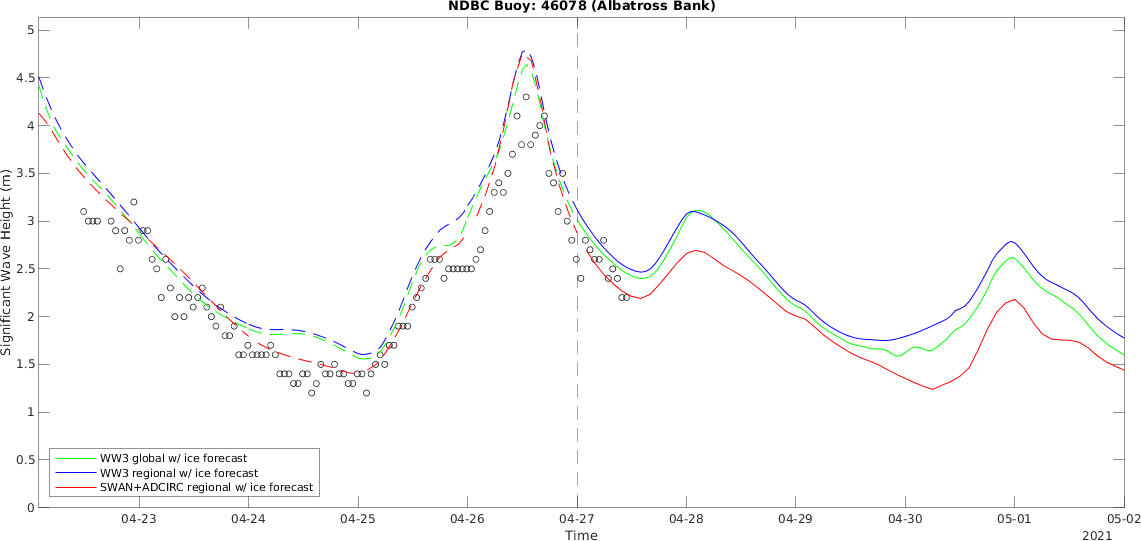 NDBC Buoy: 46078 (Albatross Bank)
Significant Wave Height (m)
5
4.5
4
3.5
3
2.5
2
1.5
1
0.5
0
WW3 global w/ ice forecast
WW3 regional w/ ice forecast
SWAN+ADCIRC regional w/ ice forecast
04-23 04-24 04-25 04-26 04-27 04-28 04-29 04-30 05-01 05-02
Time
2021